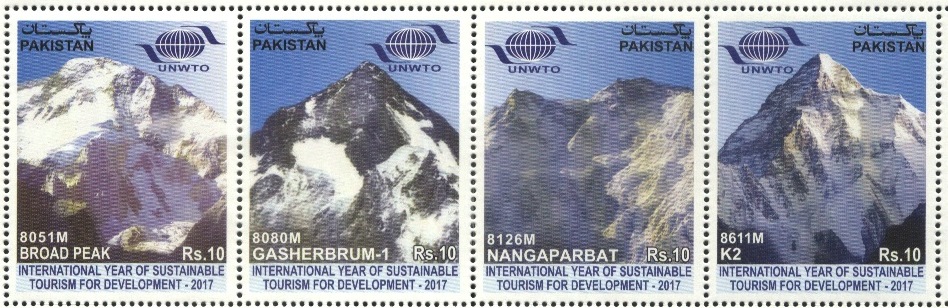 پاکستان
PAKISTAN
UNWTO
8051M
BROAD PEAK
Rs.10
INTERNATIONAL YEAR OF SUSTAINABLE
TOURISM FOR DEVELOPMENT - 2017
پاکستان
PAKISTAN
UNWTO
8080M
GASHERBRUM-1
Rs.10
INTERNATIONAL YEAR OF SUSTAINABLE
TOURISM FOR DEVELOPMENT - 2017
پاکستان
PAKISTAN
UNWTO
8126M
NANGAPARBAT
Rs.10
INTERNATIONAL YEAR OF SUSTAINABLE
TOURISM FOR DEVELOPMENT - 2017
پاکستان
PAKISTAN
UNWTO
8611M
K2
Rs.10
INTERNATIONAL YEAR OF SUSTAINABLE
TOURISM FOR DEVELOPMENT - 2017